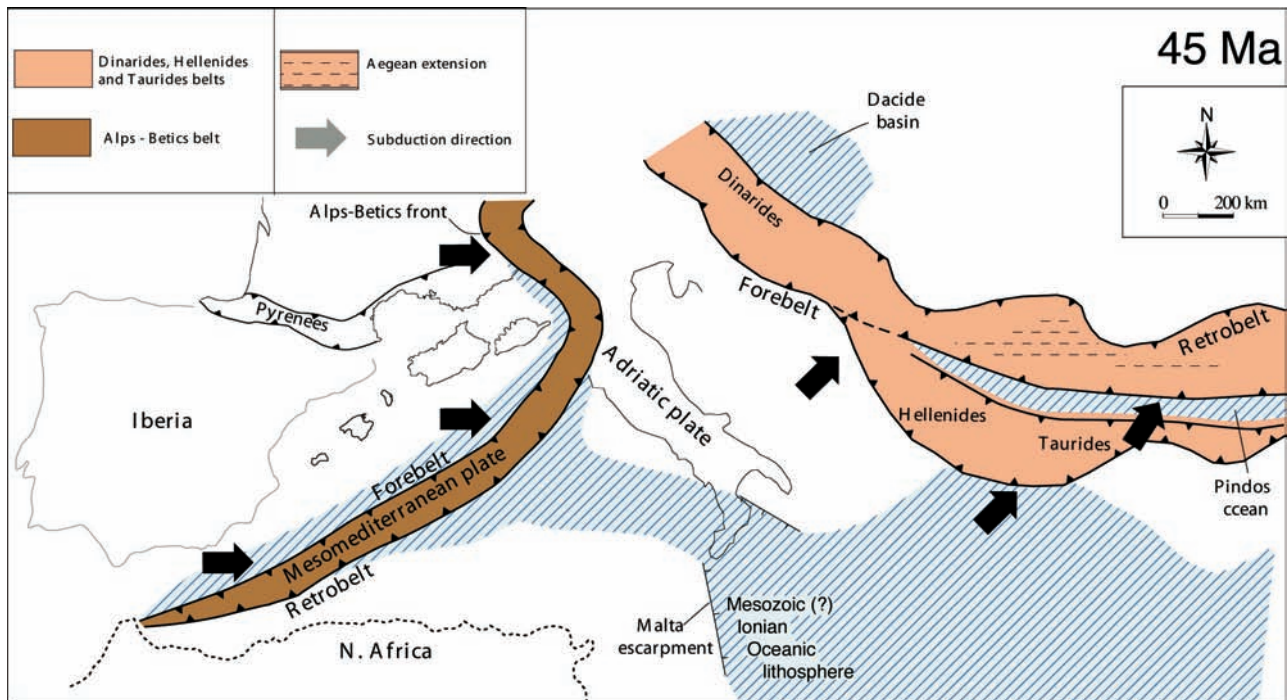 45 Ma
Dinarides, Hellenides
and Taurides belts
Alps - Betics belt
Aegean extension
Subduction direction
N
0 200 km
Dacide
basin
Dinarides
Alps-Betics front
Pyrenees
Forebelt
Retrobelt
Adriatic plate
Iberia
Hellenides
Taurides
Forebelt
Mesomediterranean plate
Retrobelt
Pindos
ccean
Malta
escarpment
Mesozoic (?)
Ionian
Oceanic
lithosphere
N. Africa